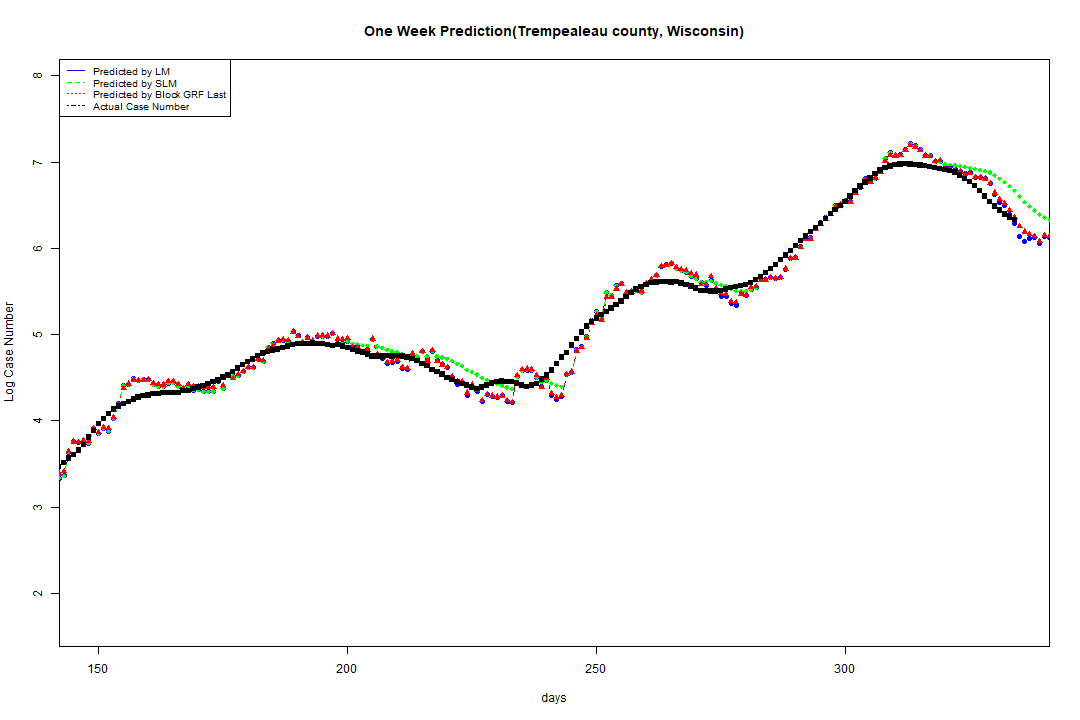 One Week Prediction(Trempealeau county, Wisconsin)
Predicted by LM
Predicted by SLM
Predicted by Block GRF Last
Actual Case Number
8
7
6
5
4
3
2
Log Case Number
150 200 250 300
days